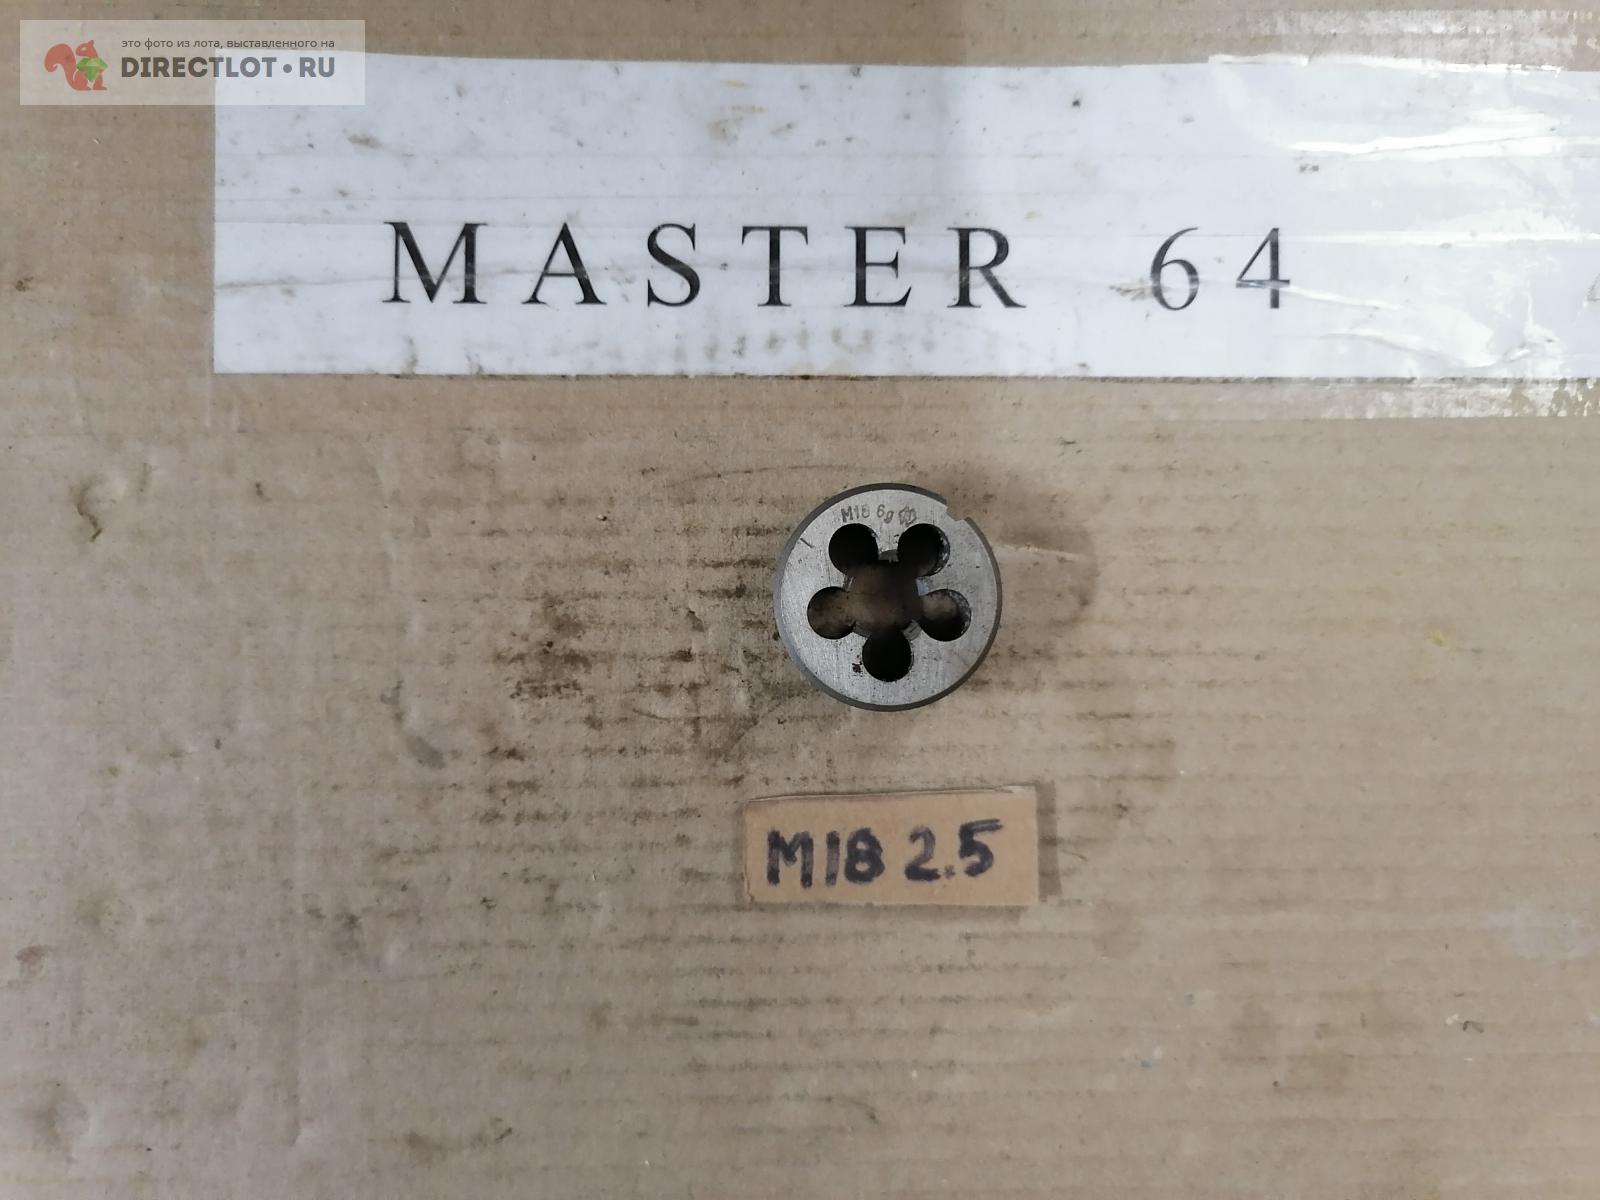 это фото из лота, выставленного на
DIRECTLOT•RU
MASTER 64
M18 6g
M18 2.5